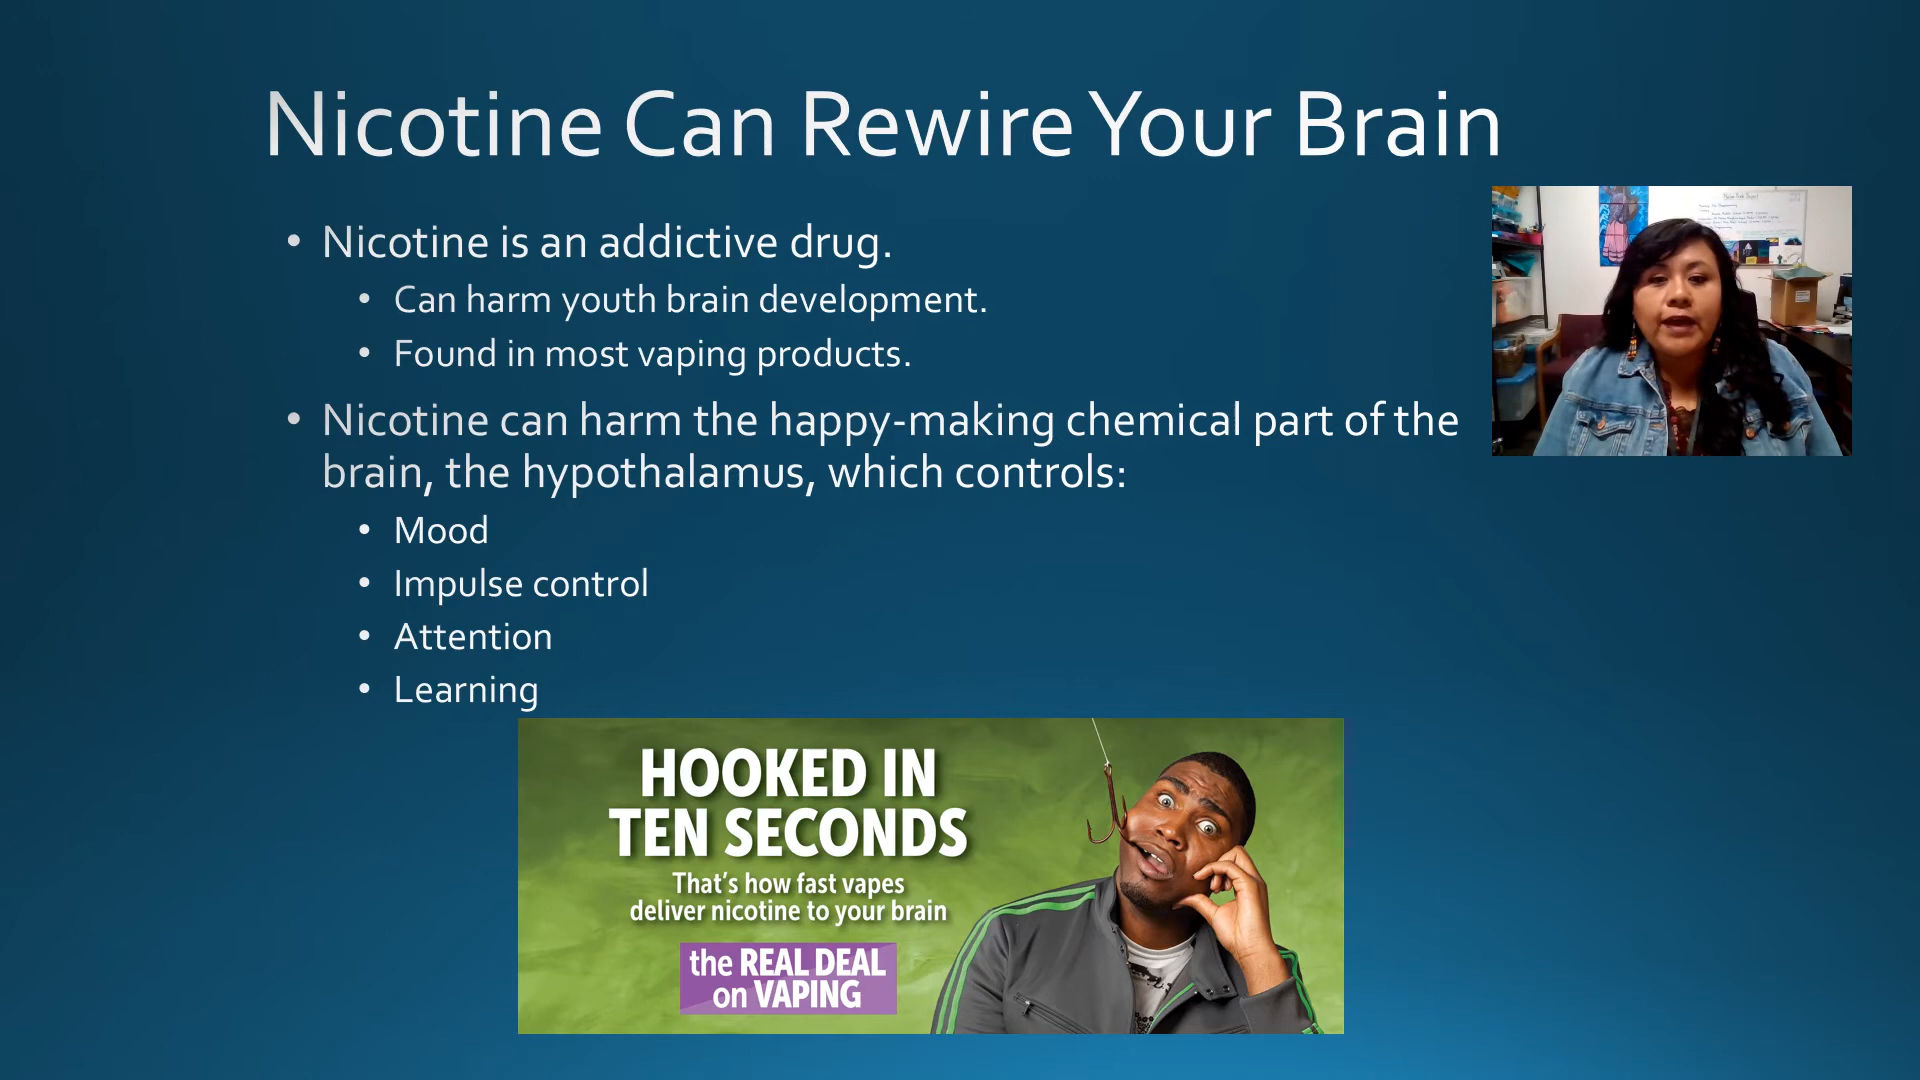 Nicotine Can Rewire Your Brain
• Nicotine is an addictive drug.
• Can harm youth brain development.
• Found in most vaping products.
• Nicotine can harm the happy-making chemical part of the
brain, the hypothalamus, which controls:
• Mood
• Impulse control
• Attention
• Learning
HOOKED IN
TEN SECONDS
That's how fast vapes
deliver nicotine to your brain
the REAL DEAL
on VAPING